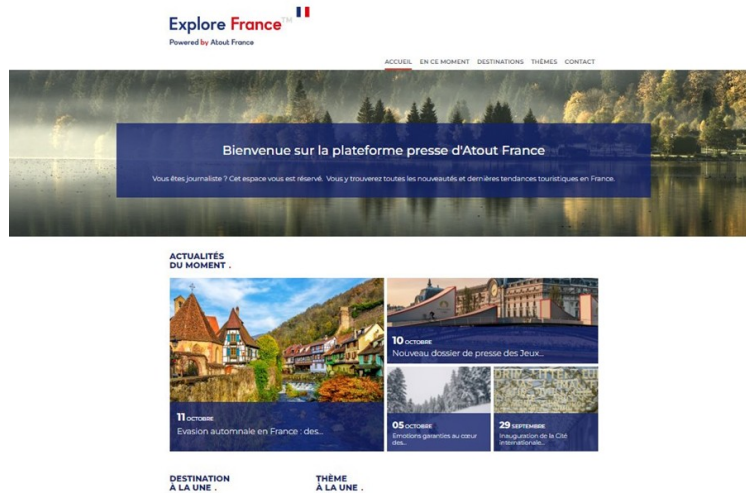 Explore France™
Powered by Atout France
ACCUEIL EN CE MOMENT DESTINATIONS THÈMES CONTACT
Bienvenue sur la plateforme presse d'Atout France
Vous êtes journaliste ? Cet espace vous est réservé. Vous y trouverez toutes les nouveautés et dernières tendances touristiques en France.
ACTUALITÉS
DU MOMENT .
11 OCTOBRE
Evasion automnale en France : des...
10 OCTOBRE
Nouveau dossier de presse des Jeux...
05 OCTOBRE
Emotions garanties au cœur
des...
29 SEPTEMBRE
Inauguration de la Cité
internationale...
DESTINATION
À LA UNE .
THÈME
À LA UNE .